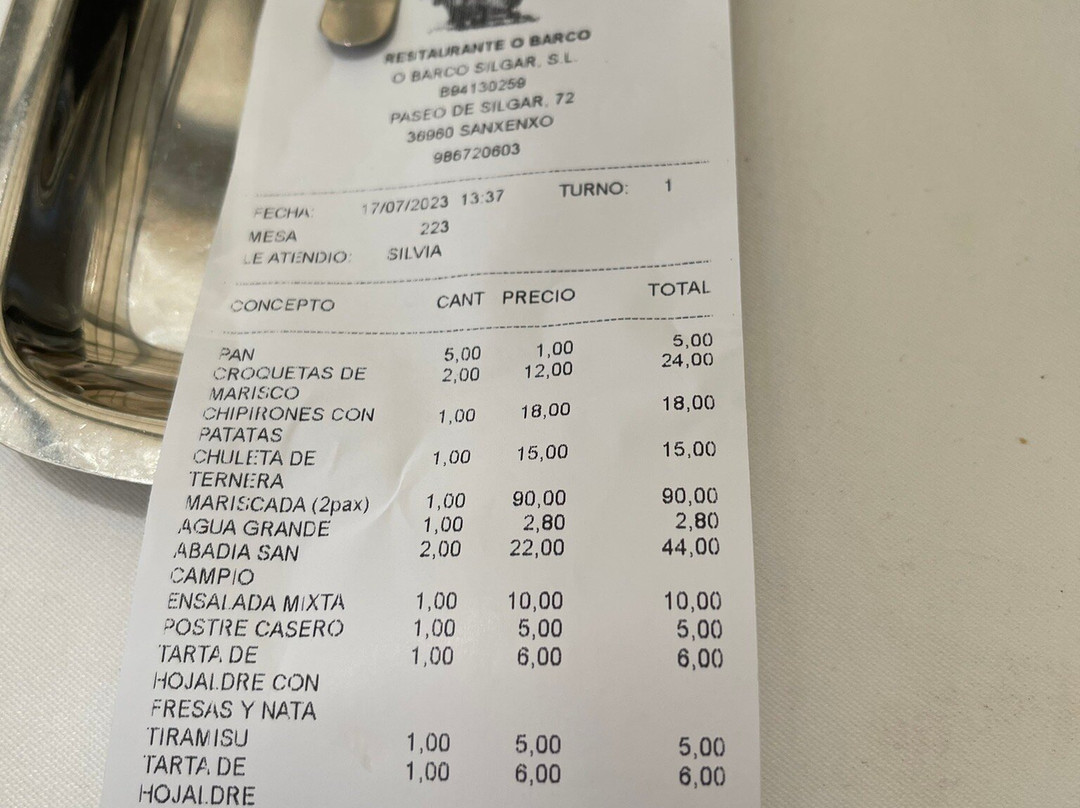 RESTAURANTE O BARCO
O BARCO SILGAR, S.L.
B94130259
PASEO DE SILGAR, 72
36960 SANXENXO
986720603
FECHA: 17/07/2023 13:37 TURNO: 1
MESA 223
LE ATENDIO: SILVIA
CONCEPTO CANT PRECIO TOTAL
PAN 5,00 1,00 5,00
CROQUETAS DE 2,00 12,00 24,00
MARISCO
CHIPIRONES CON 1,00 18,00 18,00
PATATAS
CHULETA DE 1,00 15,00 15,00
TERNERA
MARISCADA (2pax) 1,00 90,00 90,00
AGUA GRANDE 1,00 2,80 2,80
ABADIA SAN 2,00 22,00 44,00
CAMPIO
ENSALADA MIXTA 1,00 10,00 10,00
POSTRE CASERO 1,00 5,00 5,00
TARTA DE 1,00 6,00 6,00
HOJALDRE CON
FRESAS Y NATA
TIRAMISU 1,00 5,00 5,00
TARTA DE 1,00 6,00 6,00
HOJALDRE